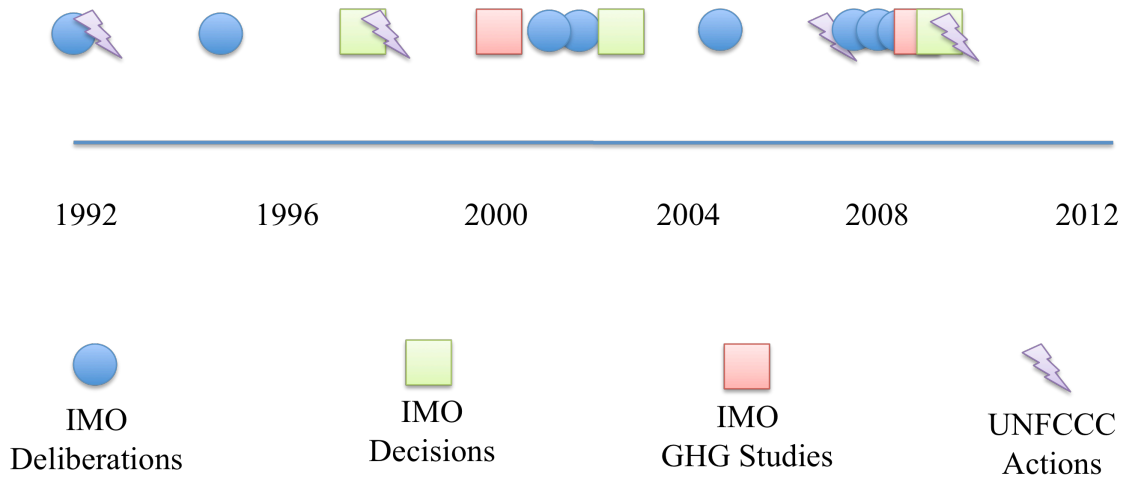 1992 1996 2000 2004 2008 2012
IMO
Deliberations
IMO
Decisions
IMO
GHG Studies
UNFCCC
Actions